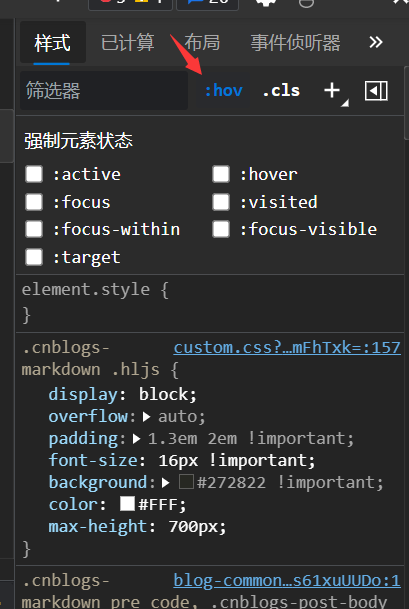 样式 已计算 布局 事件侦听器 »
筛选器 :hov .cls +
强制元素状态
:active :hover
:focus :visited
:focus-within :focus-visible
:target
element.style {
}
.cnblogs- custom.css?…mFhTxk=:157
markdown .hljs {
display: block;
overflow: auto;
padding: 1.3em 2em !important;
font-size: 16px !important;
background: #272822 !important;
color: #FFF;
max-height: 700px;
}
.cnblogs- blog-common…s61xuUUDo:1
markdown pre code, .cnblogs-post-body